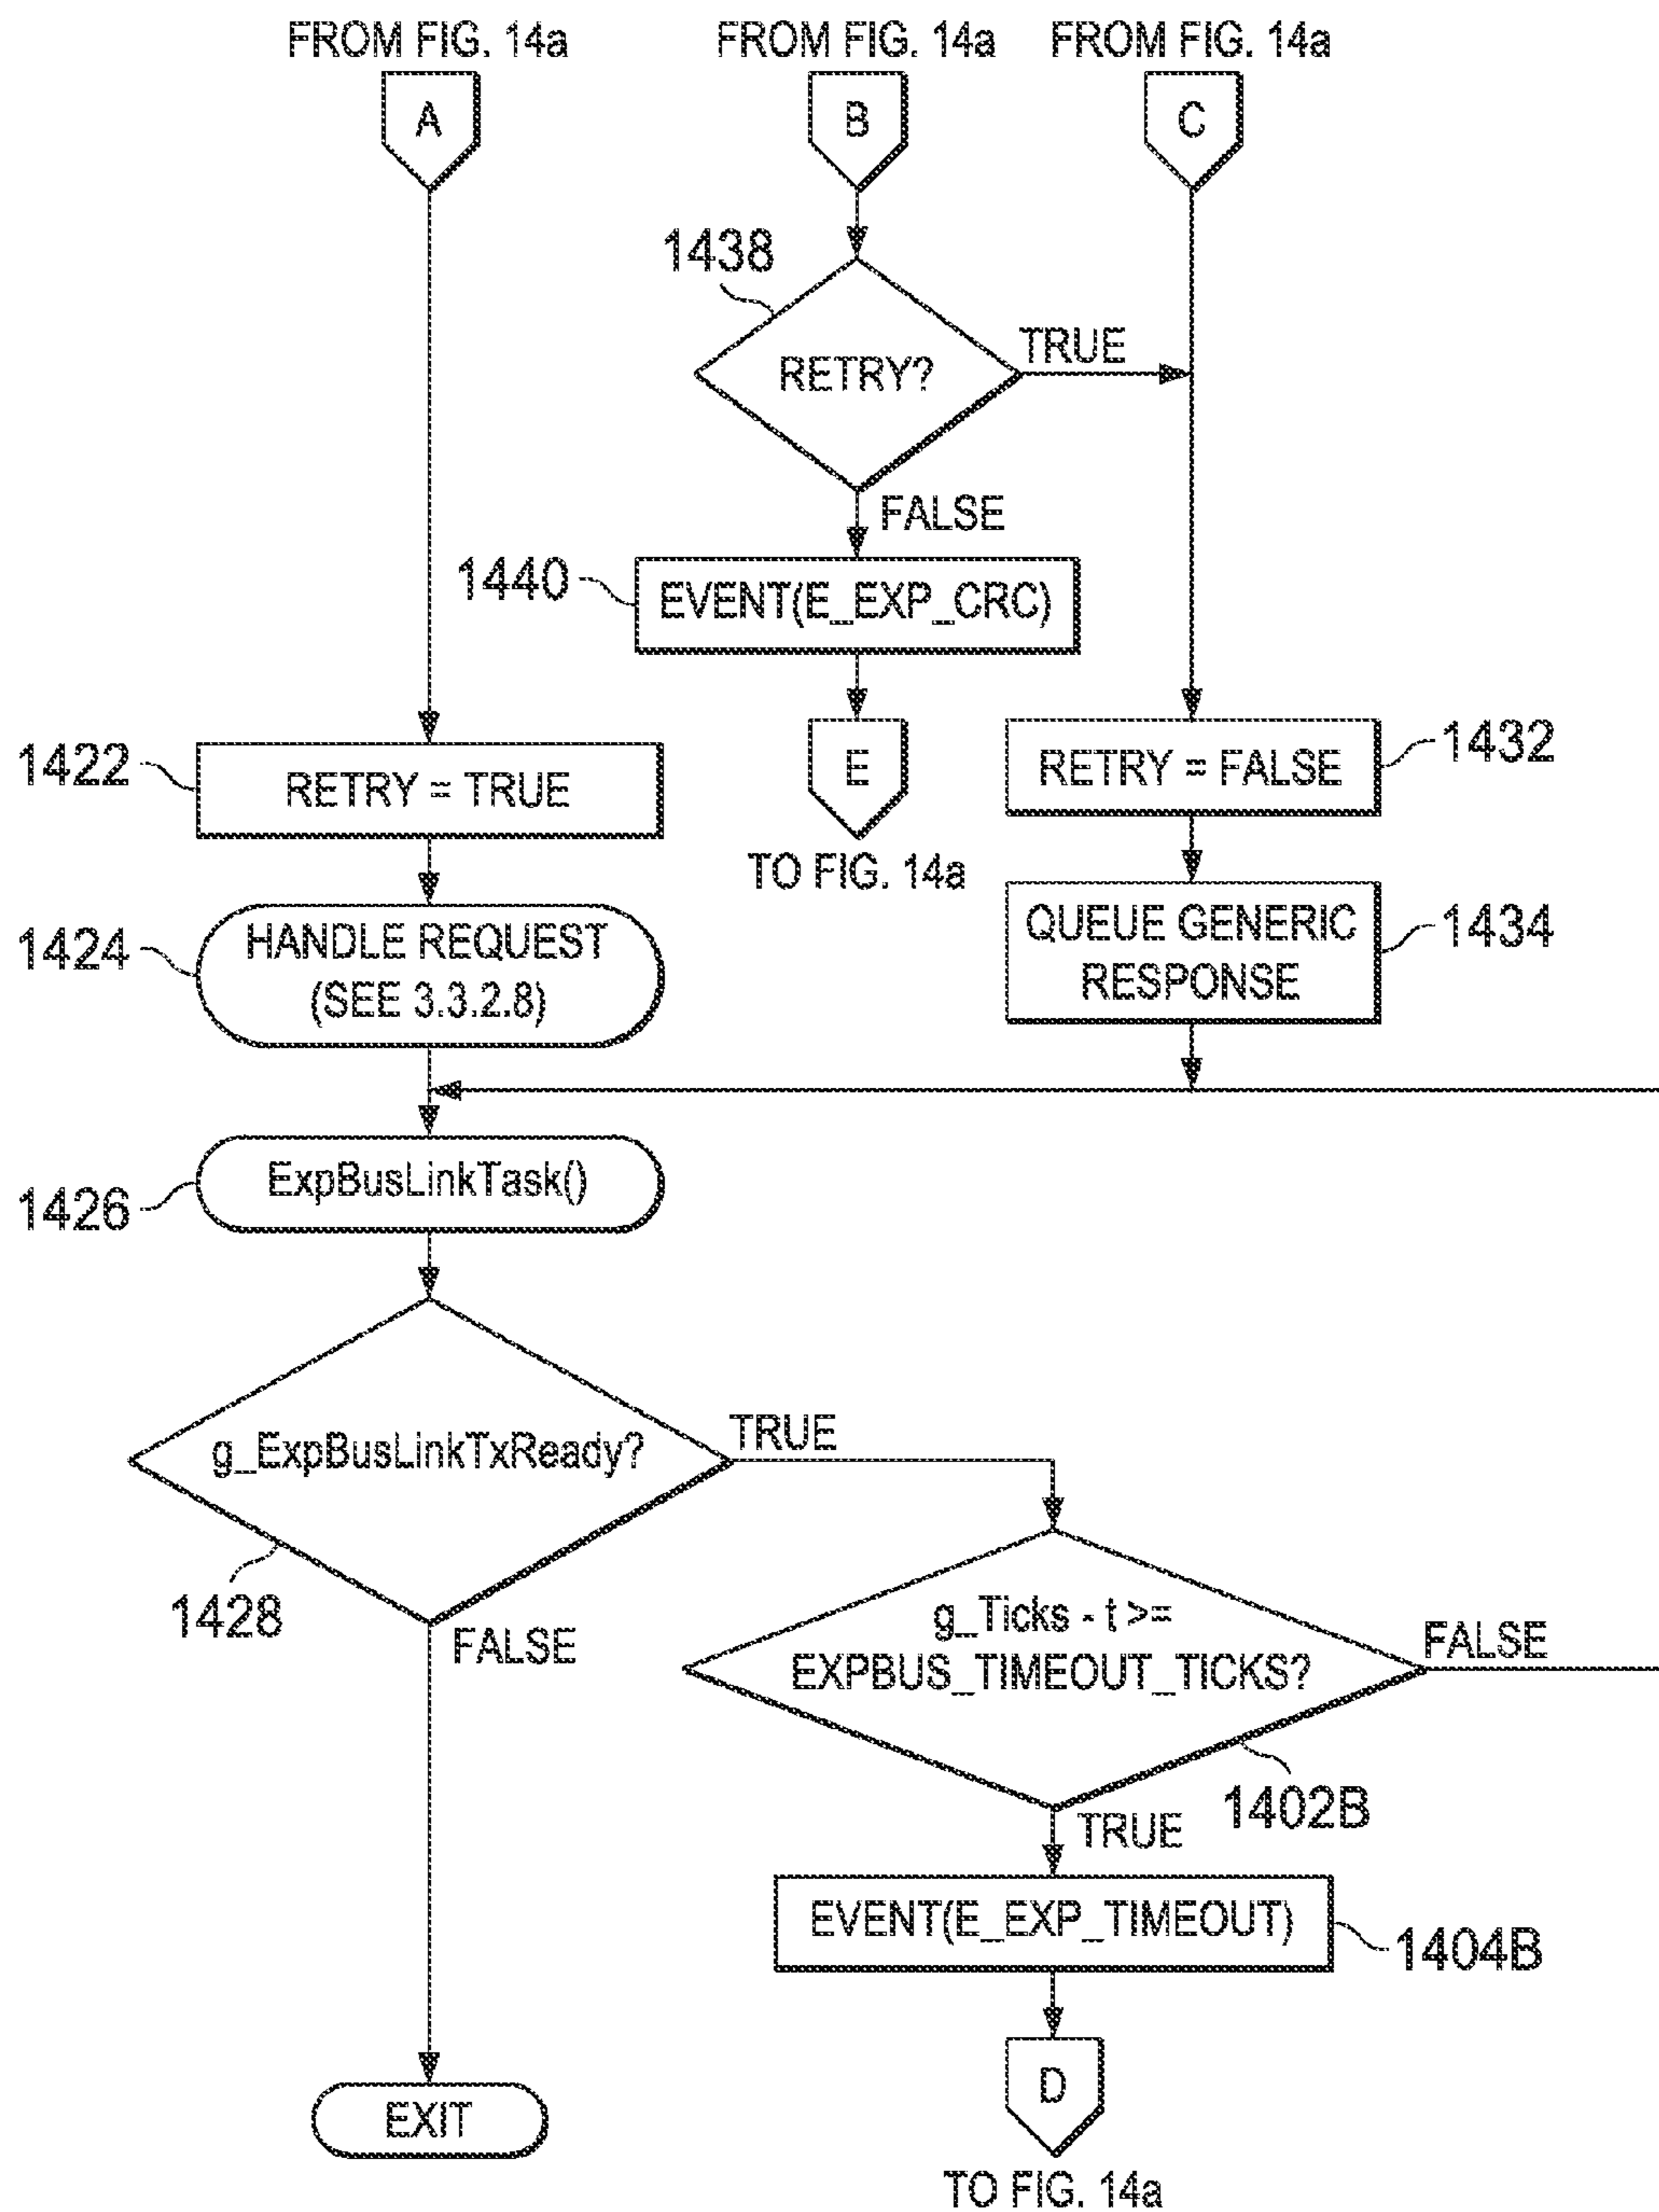 FROM FIG. 14a
FROM FIG. 14a
FROM FIG. 14a
A
B
C
1438
RETRY?
TRUE
FALSE
1440
EVENT(E_EXP_CRC)
1422
RETRY = TRUE
E
TO FIG. 14a
RETRY = FALSE
1432
1424
HANDLE REQUEST
(SEE 3.3.2.8)
QUEUE GENERIC
RESPONSE
1434
1426
ExpBusLinkTask()
g_ExpBusLinkTxReady?
TRUE
1428
FALSE
g_Ticks - t >=
EXPBUS_TIMEOUT_TICKS?
FALSE
1402B
TRUE
EVENT(E_EXP_TIMEOUT)
1404B
D
EXIT
TO FIG. 14a